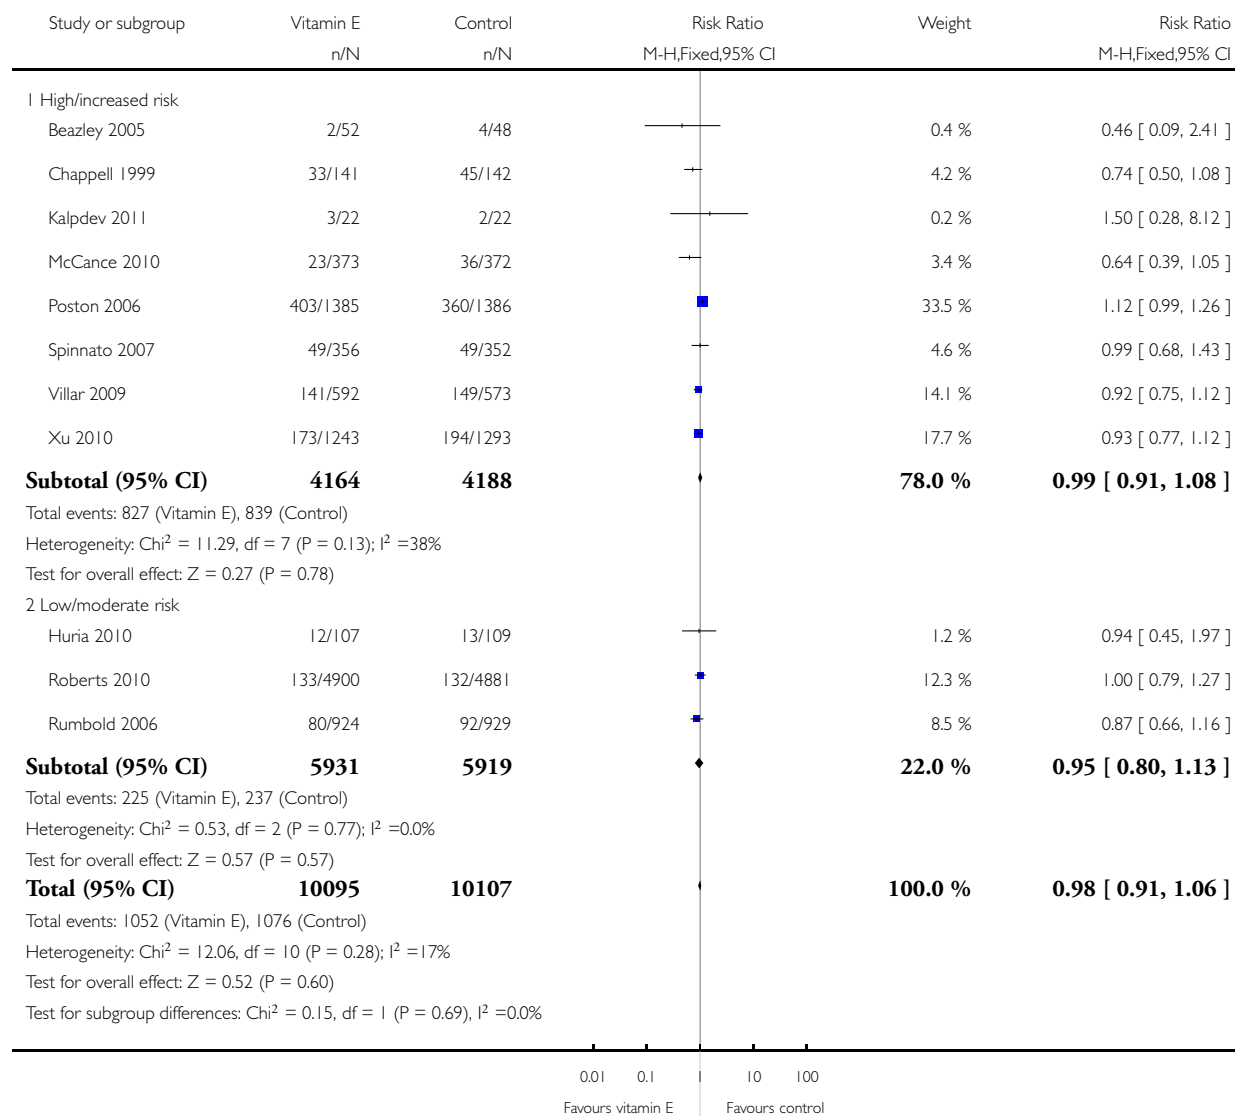 Study or subgroup Vitamin E Control Risk Ratio Weight Risk Ratio
n/N n/N M-H,Fixed,95% CI M-H,Fixed,95% CI
1 High/increased risk
Beazley 2005 2/52 4/48 0.4 % 0.46 [ 0.09, 2.41 ]
Chappell 1999 33/141 45/142 4.2 % 0.74 [ 0.50, 1.08 ]
Kalpdev 2011 3/22 2/22 0.2 % 1.50 [ 0.28, 8.12 ]
McCance 2010 23/373 36/372 3.4 % 0.64 [ 0.39, 1.05 ]
Poston 2006 403/1385 360/1386 33.5 % 1.12 [ 0.99, 1.26 ]
Spinnato 2007 49/356 49/352 4.6 % 0.99 [ 0.68, 1.43 ]
Villar 2009 141/592 149/573 14.1 % 0.92 [ 0.75, 1.12 ]
Xu 2010 173/1243 194/1293 17.7 % 0.93 [ 0.77, 1.12 ]
Subtotal (95% CI) 4164 4188 78.0 % 0.99 [ 0.91, 1.08 ]
Total events: 827 (Vitamin E), 839 (Control)
Heterogeneity: Chi² = 11.29, df = 7 (P = 0.13); I² =38%
Test for overall effect: Z = 0.27 (P = 0.78)
2 Low/moderate risk
Huria 2010 12/107 13/109 1.2 % 0.94 [ 0.45, 1.97 ]
Roberts 2010 133/4900 132/4881 12.3 % 1.00 [ 0.79, 1.27 ]
Rumbold 2006 80/924 92/929 8.5 % 0.87 [ 0.66, 1.16 ]
Subtotal (95% CI) 5931 5919 22.0 % 0.95 [ 0.80, 1.13 ]
Total events: 225 (Vitamin E), 237 (Control)
Heterogeneity: Chi² = 0.53, df = 2 (P = 0.77); I² =0.0%
Test for overall effect: Z = 0.57 (P = 0.57)
Total (95% CI) 10095 10107 100.0 % 0.98 [ 0.91, 1.06 ]
Total events: 1052 (Vitamin E), 1076 (Control)
Heterogeneity: Chi² = 12.06, df = 10 (P = 0.28); I² =17%
Test for overall effect: Z = 0.52 (P = 0.60)
Test for subgroup differences: Chi² = 0.15, df = 1 (P = 0.69), I² =0.0%
0.01 0.1 1 10 100
Favours vitamin E Favours control